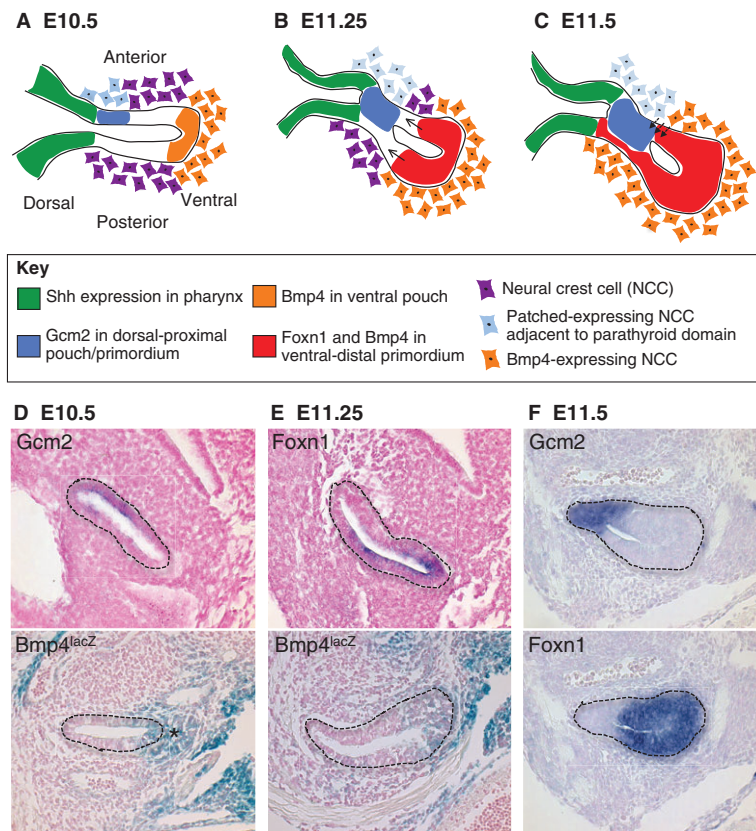 A E10.5
B E11.25
C E11.5
Anterior
Dorsal
Ventral
Posterior
Key
Shh expression in pharynx
Gcm2 in dorsal-proximal
pouch/primordium
Bmp4 in ventral pouch
Foxn1 and Bmp4 in
ventral-distal primordium
Neural crest cell (NCC)
Patched-expressing NCC
adjacent to parathyroid domain
Bmp4-expressing NCC
D E10.5
E E11.25
F E11.5
Gcm2
Foxn1
Gcm2
Bmp4lacZ
*
Bmp4lacZ
Foxn1